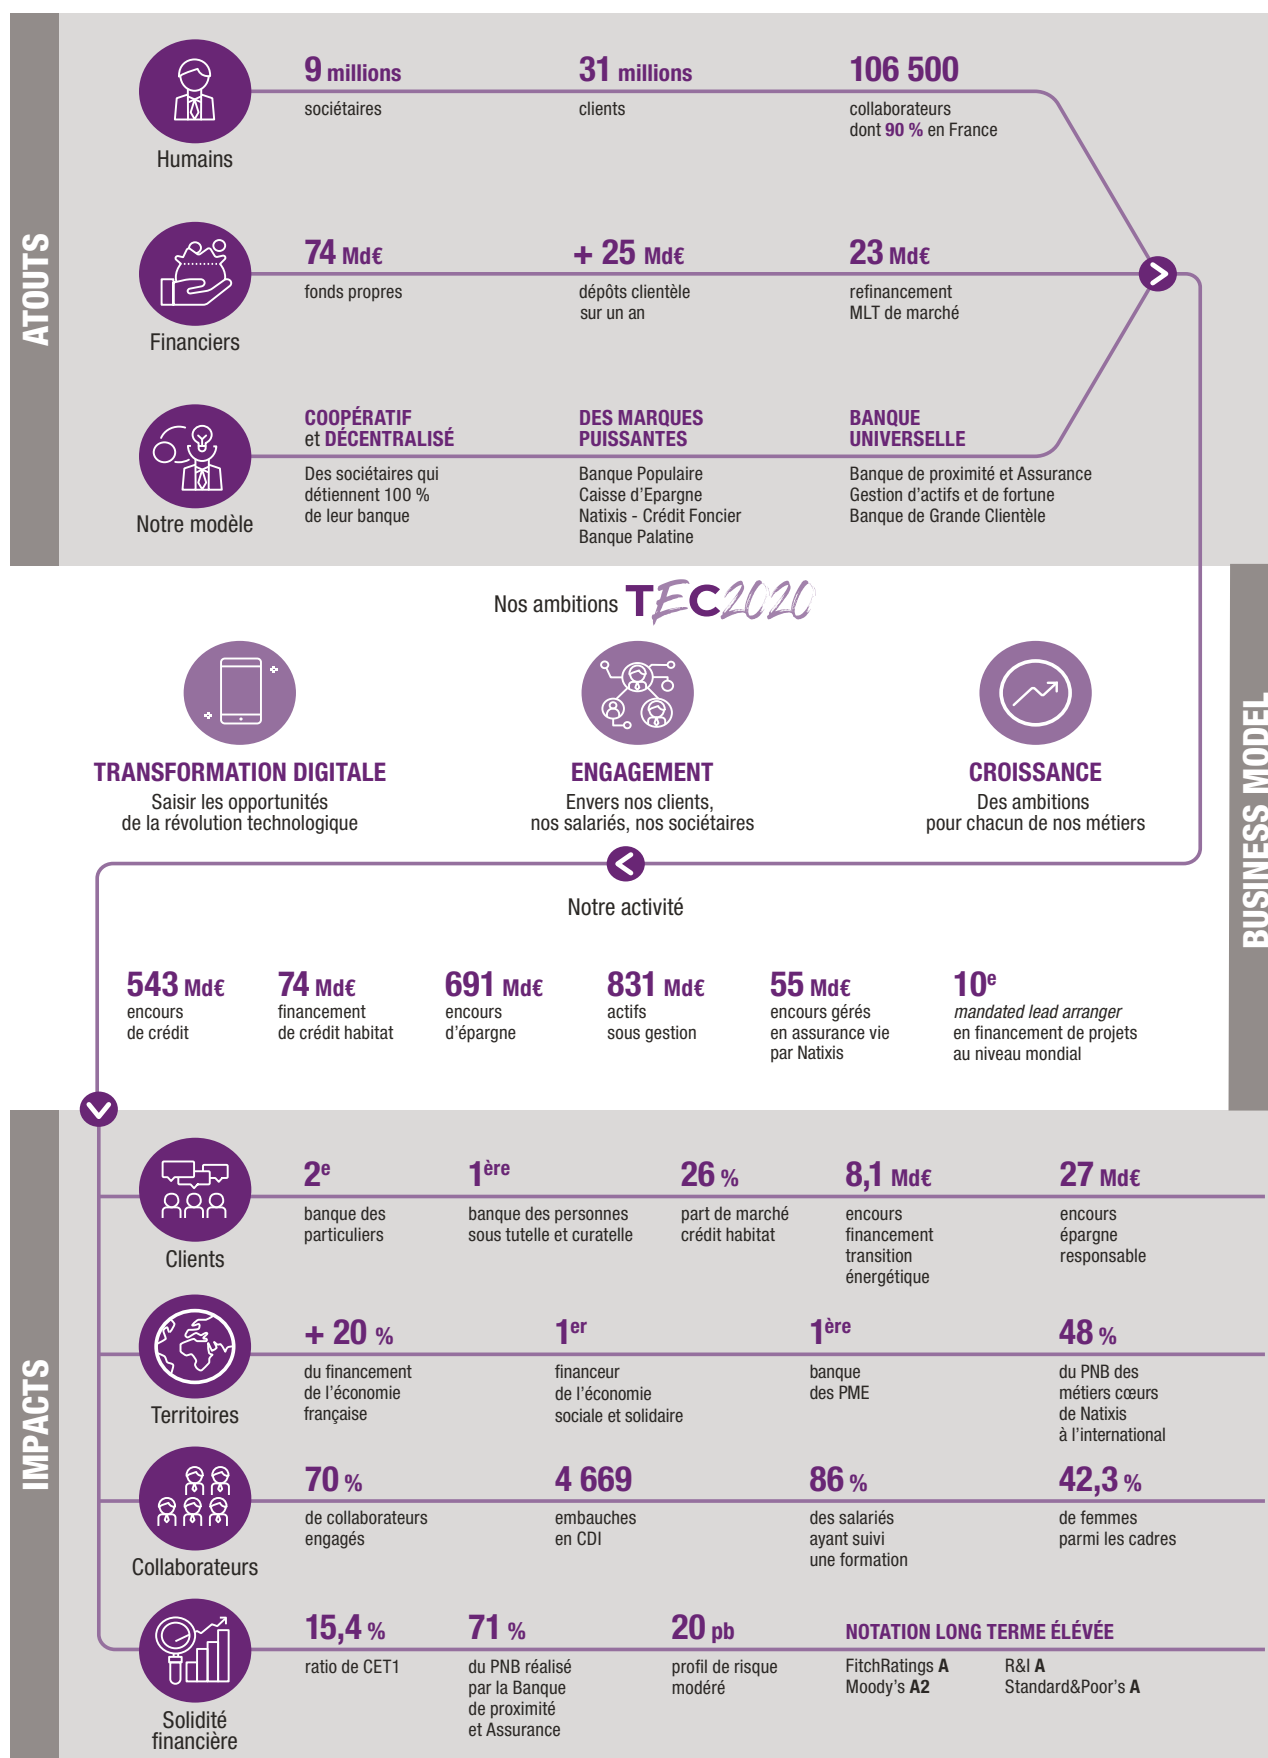 ATOUTS
Humains
9 millions
sociétaires
31 millions
clients
106 500
collaborateurs
dont 90 % en France
Financiers
74 Md€
fonds propres
+ 25 Md€
dépôts clientèle
sur un an
23 Md€
refinancement
MLT de marché
Notre modèle
COOPÉRATIF
et DÉCENTRALISÉ
Des sociétaires qui
détiennent 100 %
de leur banque
DES MARQUES
PUISSANTES
Banque Populaire
Caisse d'Epargne
Natixis - Crédit Foncier
Banque Palatine
BANQUE
UNIVERSELLE
Banque de proximité et Assurance
Gestion d'actifs et de fortune
Banque de Grande Clientèle
BUSINESS MODEL
Nos ambitions TEC2020
TRANSFORMATION DIGITALE
Saisir les opportunités
de la révolution technologique
ENGAGEMENT
Envers nos clients,
nos salariés, nos sociétaires
CROISSANCE
Des ambitions
pour chacun de nos métiers
Notre activité
543 Md€
encours
de crédit
74 Md€
financement
de crédit habitat
691 Md€
encours
d'épargne
831 Md€
actifs
sous gestion
55 Md€
encours gérés
en assurance vie
par Natixis
10e
mandated lead arranger
en financement de projets
au niveau mondial
IMPACTS
Clients
2e
banque des
particuliers
1ère
banque des personnes
sous tutelle et curatelle
26 %
part de marché
crédit habitat
8,1 Md€
encours
financement
transition
énergétique
27 Md€
encours
épargne
responsable
Territoires
+ 20 %
du financement
de l'économie
française
1er
financeur
de l'économie
sociale et solidaire
1ère
banque
des PME
48 %
du PNB des
métiers cœurs
de Natixis
à l'international
Collaborateurs
70 %
de collaborateurs
engagés
4 669
embauches
en CDI
86 %
des salariés
ayant suivi
une formation
42,3 %
de femmes
parmi les cadres
Solidité
financière
15,4 %
ratio de CET1
71 %
du PNB réalisé
par la Banque
de proximité
et Assurance
20 pb
profil de risque
modéré
NOTATION LONG TERME ÉLÉVÉE
FitchRatings A
Moody's A2
R&I A
Standard&Poor's A